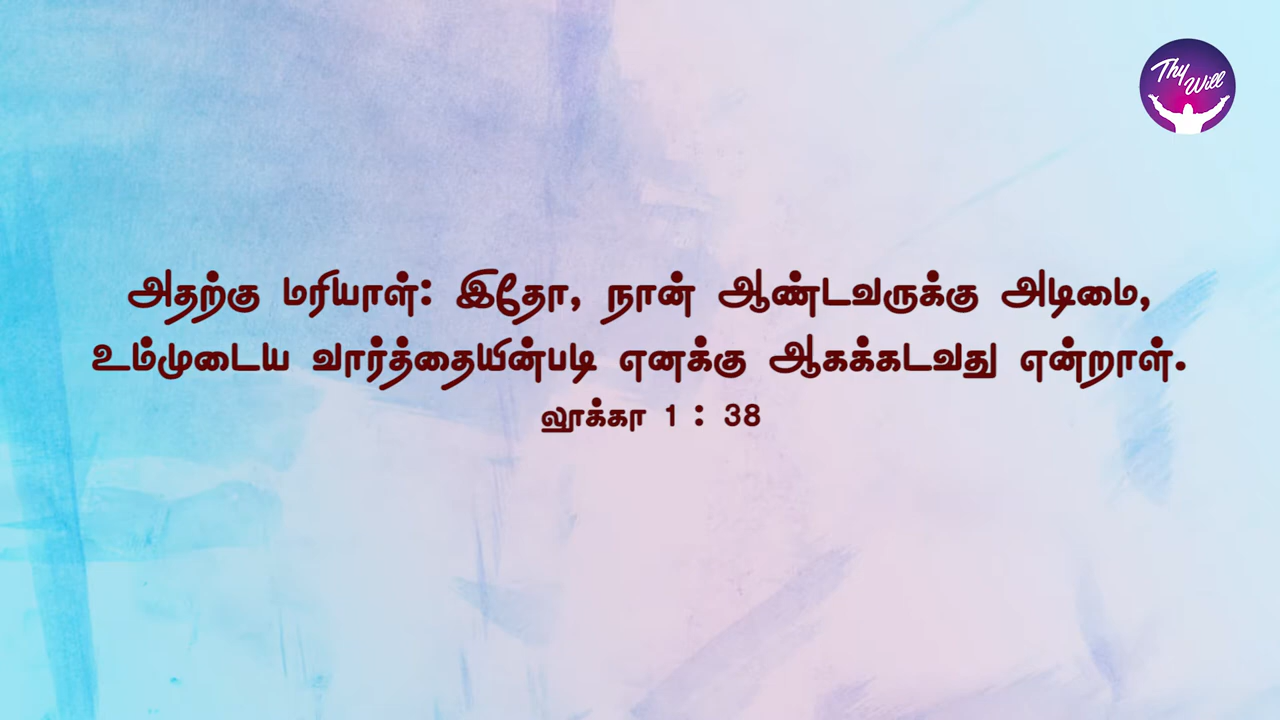 Thy
Will
அதற்கு மரியாள்: இதோ, நான் ஆண்டவருக்கு அடிமை,
உம்முடைய வார்த்தையின்படி எனக்கு ஆகக்கடவது என்றாள்.
லூக்கா 1 : 38